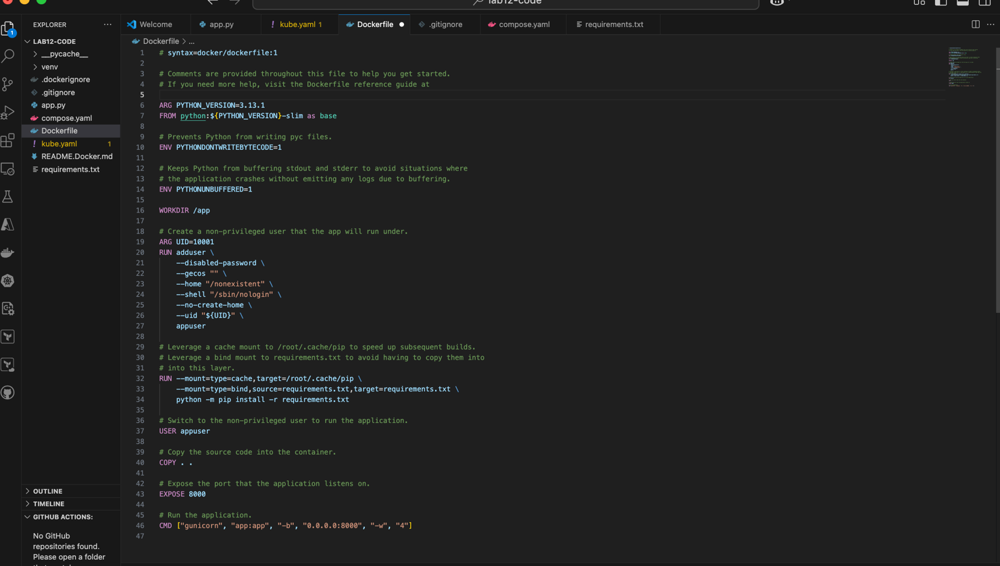 lab12-code
EXPLORER
Welcome
app.py
! kube.yaml 1
Dockerfile
.gitignore
compose.yaml
requirements.txt
1
LAB12-CODE
__pycache__
venv
.dockerignore
.gitignore
app.py
compose.yaml
Dockerfile
! kube.yaml 1
README.Docker.md
requirements.txt
OUTLINE
TIMELINE
GITHUB ACTIONS:
No GitHub
repositories found.
Please open a folder
Dockerfile > ...
1 # syntax=docker/dockerfile:1
2
3 # Comments are provided throughout this file to help you get started.
4 # If you need more help, visit the Dockerfile reference guide at
5
6 ARG PYTHON_VERSION=3.13.1
7 FROM python:${PYTHON_VERSION}-slim as base
8
9 # Prevents Python from writing pyc files.
10 ENV PYTHONDONTWRITEBYTECODE=1
11
12 # Keeps Python from buffering stdout and stderr to avoid situations where
13 # the application crashes without emitting any logs due to buffering.
14 ENV PYTHONUNBUFFERED=1
15
16 WORKDIR /app
17
18 # Create a non-privileged user that the app will run under.
19 ARG UID=10001
20 RUN adduser \
21 --disabled-password \
22 --gecos "" \
23 --home "/nonexistent" \
24 --shell "/sbin/nologin" \
25 --no-create-home \
26 --uid "${UID}" \
27 appuser
28
29 # Leverage a cache mount to /root/.cache/pip to speed up subsequent builds.
30 # Leverage a bind mount to requirements.txt to avoid having to copy them into
31 # into this layer.
32 RUN --mount=type=cache,target=/root/.cache/pip \
33 --mount=type=bind,source=requirements.txt,target=requirements.txt \
34 python -m pip install -r requirements.txt
35
36 # Switch to the non-privileged user to run the application.
37 USER appuser
38
39 # Copy the source code into the container.
40 COPY . .
41
42 # Expose the port that the application listens on.
43 EXPOSE 8000
44
45 # Run the application.
46 CMD ["gunicorn", "app:app", "-b", "0.0.0.0:8000", "-w", "4"]
47